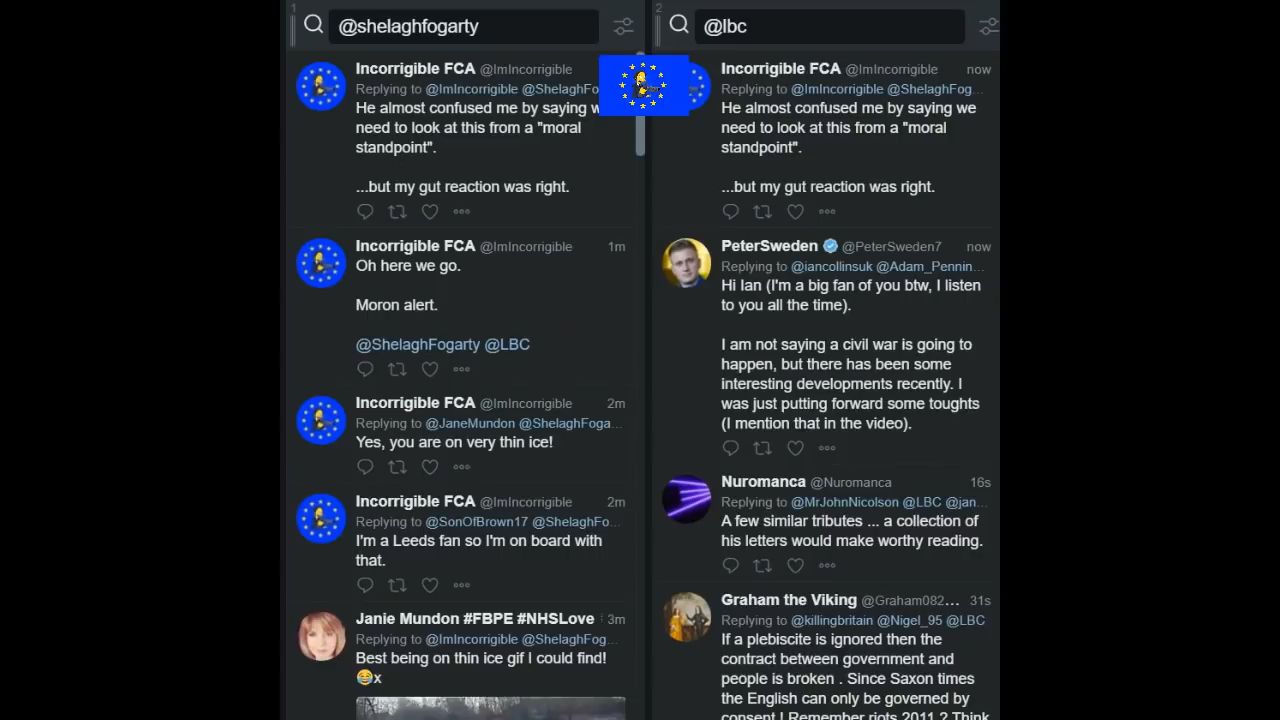 1
@shelaghfogarty
Incorrigible FCA @ImIncorrigible
Replying to @ImIncorrigible @ShelaghFo
He almost confused me by saying w
need to look at this from a "moral
standpoint".
...but my gut reaction was right.
Incorrigible FCA @ImIncorrigible 1m
Oh here we go.
Moron alert.
@ShelaghFogarty @LBC
Incorrigible FCA @ImIncorrigible 2m
Replying to @JaneMundon @ShelaghFoga...
Yes, you are on very thin ice!
Incorrigible FCA @ImIncorrigible 2m
Replying to @SonOfBrown17 @ShelaghFo...
I'm a Leeds fan so I'm on board with
that.
Janie Mundon #FBPE #NHSLove 3m
Replying to @ImIncorrigible @ShelaghFog...
Best being on thin ice gif I could find!
😂x
2
@lbc
Incorrigible FCA @ImIncorrigible now
Replying to @ImIncorrigible @ShelaghFog...
He almost confused me by saying we
need to look at this from a "moral
standpoint".
...but my gut reaction was right.
PeterSweden @PeterSweden7 now
Replying to @iancollinsuk @Adam_Pennin...
Hi Ian (I'm a big fan of you btw, I listen
to you all the time).
I am not saying a civil war is going to
happen, but there has been some
interesting developments recently. I
was just putting forward some toughts
(I mention that in the video).
Nuromanca @Nuromanca 16s
Replying to @MrJohnNicolson @LBC @jan...
A few similar tributes ... a collection of
his letters would make worthy reading.
Graham the Viking @Graham082... 31s
Replying to @killingbritain @Nigel_95 @LBC
If a plebiscite is ignored then the
contract between government and
people is broken . Since Saxon times
the English can only be governed by
consent ! Remember riots 2011 ? Think